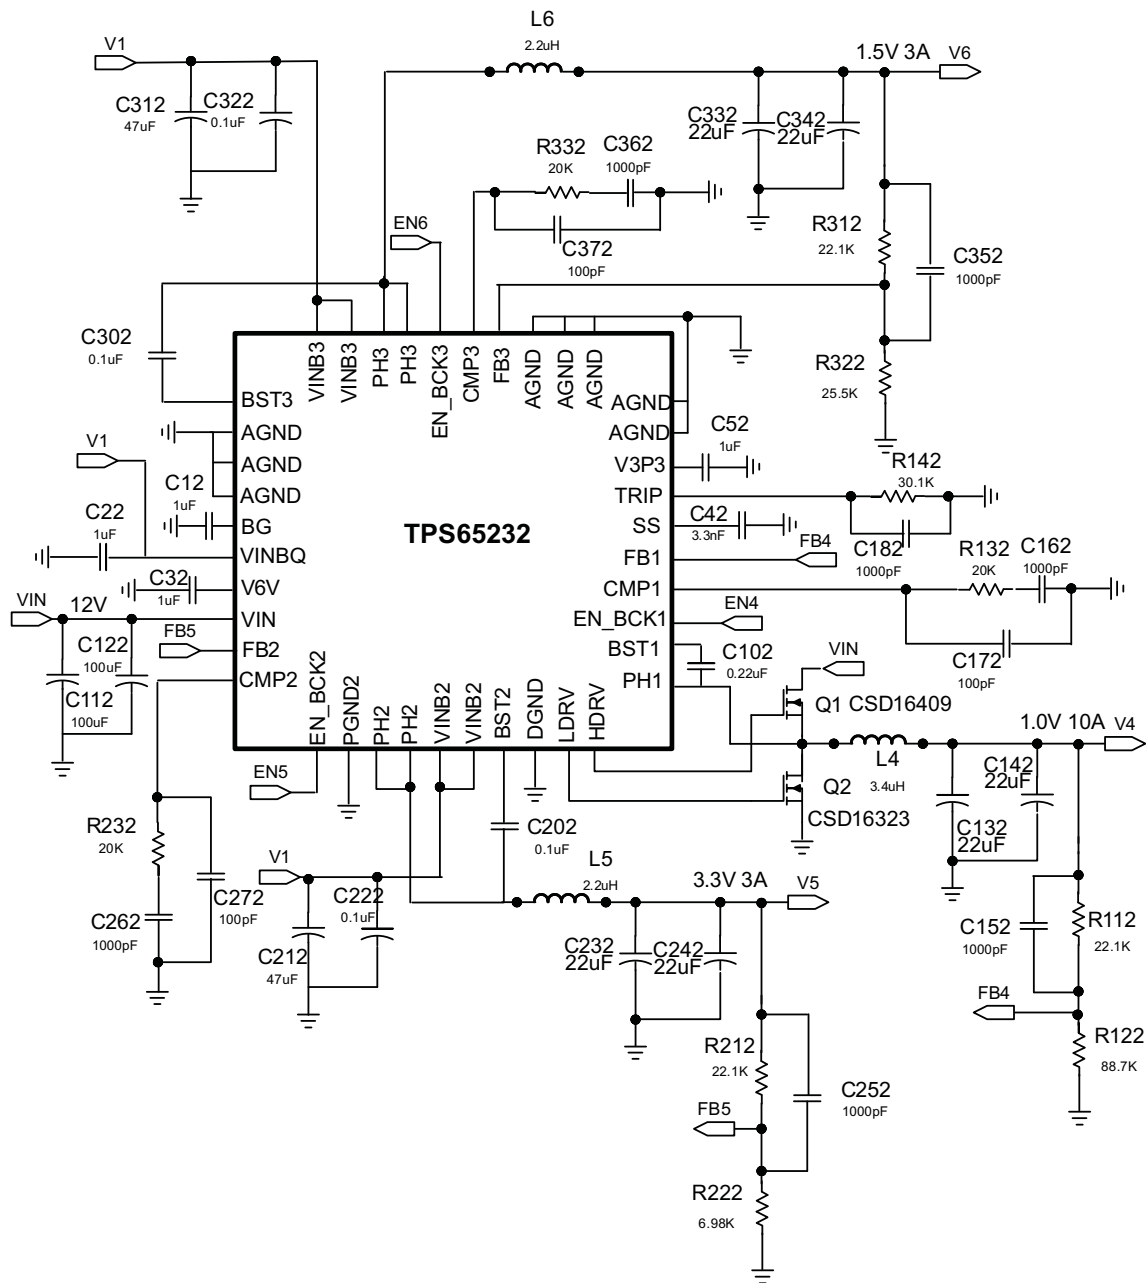 L6
2.2uH
V1
1.5V 3A
V6
C312
47uF
C322
0.1uF
C332
22uF
C342
22uF
R332
20K
C362
1000pF
C372
100pF
EN6
R312
22.1K
C352
1000pF
R322
25.5K
C302
0.1uF
VINB3
VINB3
PH3
PH3
EN_BCK3
CMP3
FB3
AGND
AGND
AGND
BST3
AGND
AGND
AGND
BG
VINBQ
V6V
VIN
FB2
CMP2
AGND
AGND
V3P3
TRIP
SS
FB1
CMP1
EN_BCK1
BST1
PH1
TPS65232
EN_BCK2
PGND2
PH2
PH2
VINB2
VINB2
BST2
DGND
LDRV
HDRV
V1
C12
1uF
C22
1uF
C32
1uF
VIN
12V
FB5
C122
100uF
C112
100uF
C52
1uF
R142
30.1K
C42
3.3nF
C182
1000pF
FB4
R132
20K
C162
1000pF
EN4
C172
100pF
C102
0.22uF
VIN
Q1 CSD16409
1.0V 10A
V4
L4
3.4uH
Q2
CSD16323
C142
22uF
C132
22uF
EN5
R232
20K
C272
100pF
C262
1000pF
V1
C222
0.1uF
C212
47uF
C202
0.1uF
L5
2.2uH
3.3V 3A
V5
C232
22uF
C242
22uF
C152
1000pF
R112
22.1K
FB4
R122
88.7K
R212
22.1K
C252
1000pF
FB5
R222
6.98K